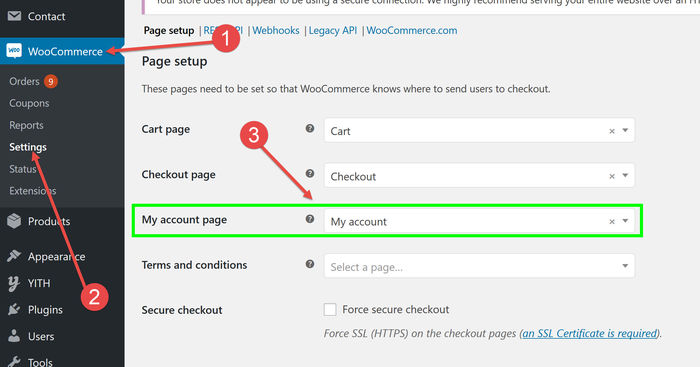 Contact
WOO WooCommerce
Orders 9
Coupons
Reports
Settings
Status
Extensions
Products
Appearance
YITH
Plugins
Users
Tools
Your store does not appear to be using a secure connection. We highly recommend serving your entire website over an
Page setup | REST API | Webhooks | Legacy API | WooCommerce.com
1
Page setup
These pages need to be set so that WooCommerce knows where to send users to checkout.
Cart page ? Cart × ▾
3
Checkout page ? Checkout × ▾
My account page ? My account × ▾
Terms and conditions ? Select a page... ▾
2
Secure checkout Force secure checkout
Force SSL (HTTPS) on the checkout pages (an SSL Certificate is required).